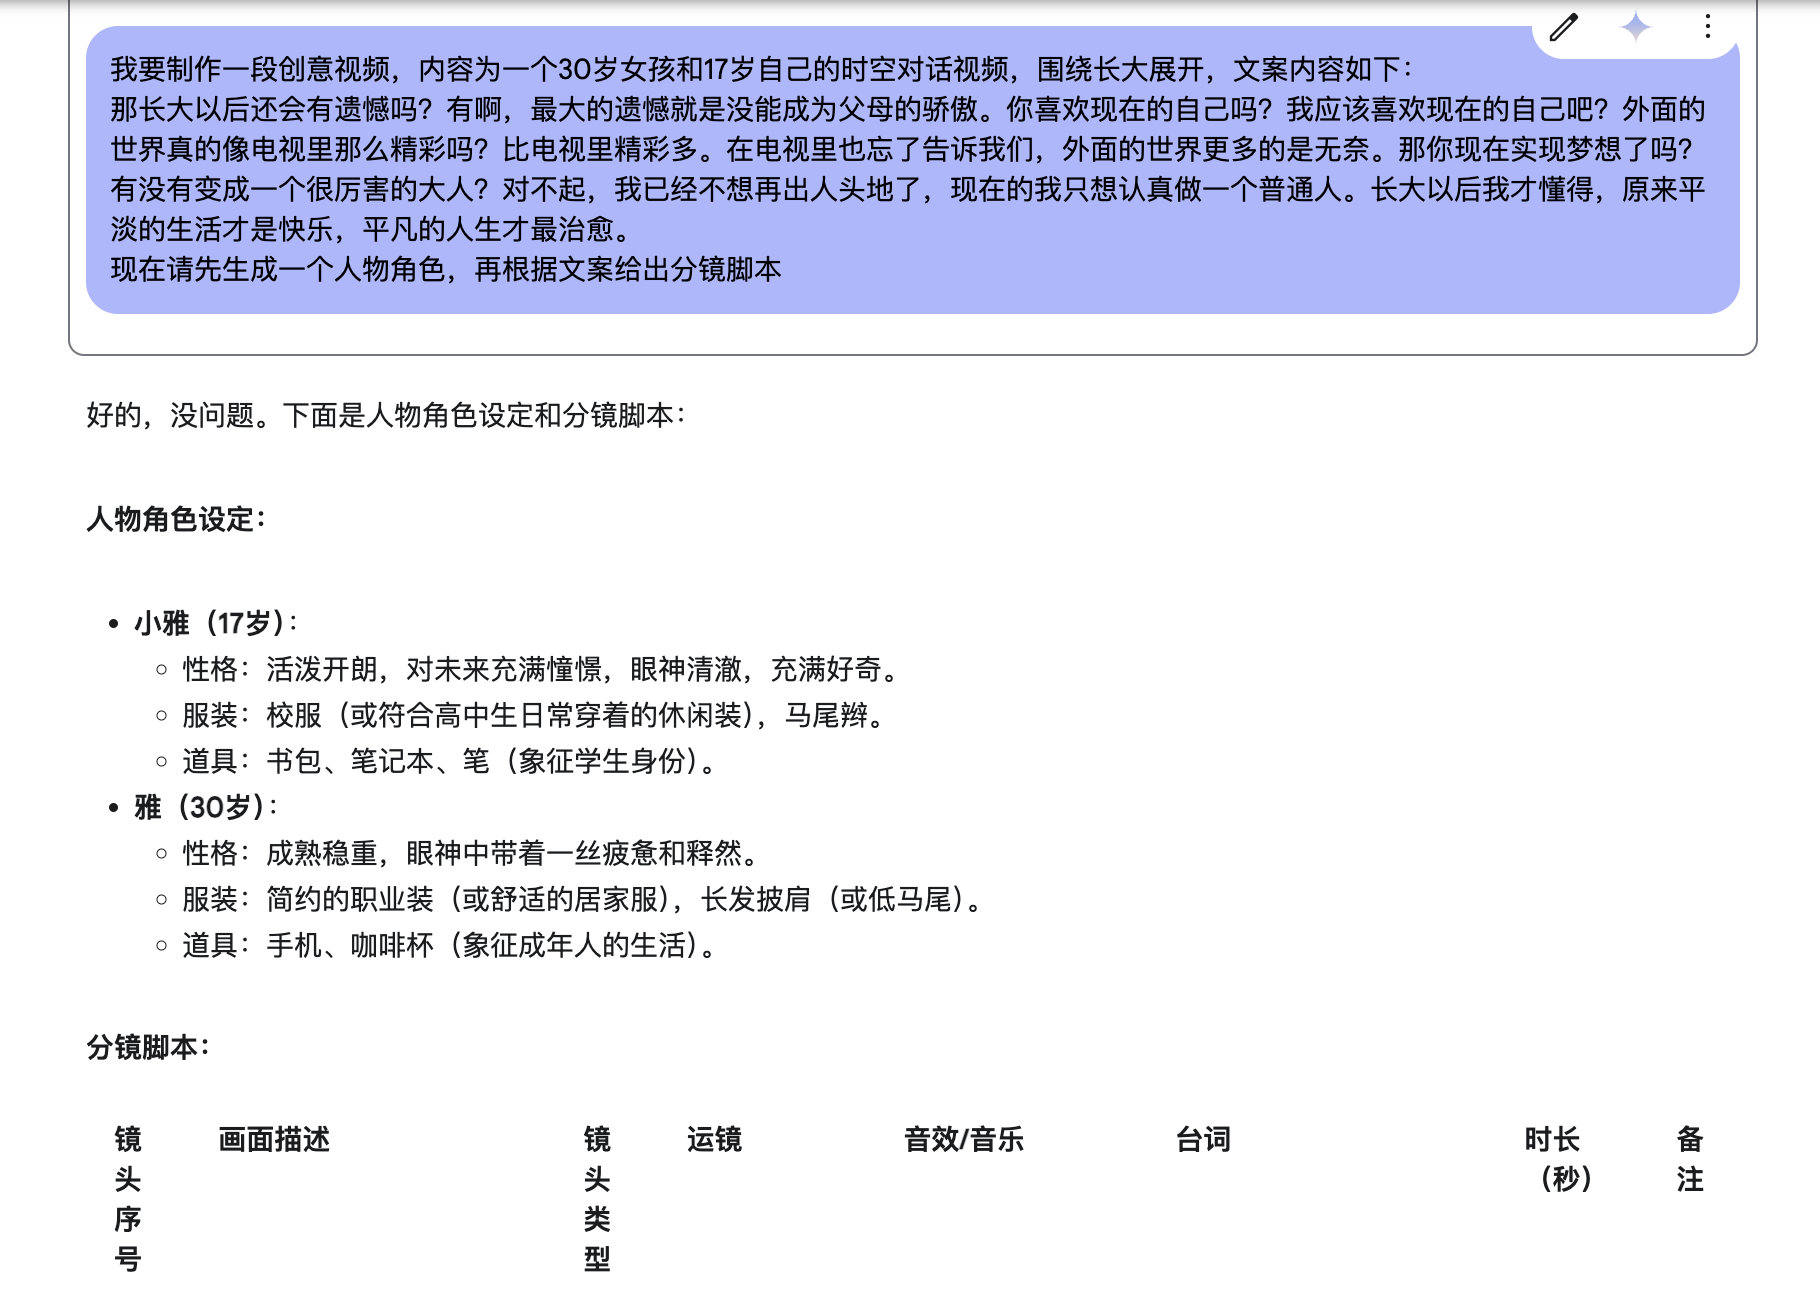 我要制作一段创意视频，内容为一个30岁女孩和17岁自己的时空对话视频，围绕长大展开，文案内容如下：
那长大以后还会有遗憾吗？有啊，最大的遗憾就是没能成为父母的骄傲。你喜欢现在的自己吗？我应该喜欢现在的自己吧？外面的
世界真的像电视里那么精彩吗？比电视里精彩多。在电视里也忘了告诉我们，外面的世界更多的是无奈。那你现在实现梦想了吗？
有没有变成一个很厉害的大人？对不起，我已经不想再出人头地了，现在的我只想认真做一个普通人。长大以后我才懂得，原来平
淡的生活才是快乐，平凡的人生才最治愈。
现在请先生成一个人物角色，再根据文案给出分镜脚本
好的，没问题。下面是人物角色设定和分镜脚本：
人物角色设定：
• 小雅（17岁）：
○ 性格：活泼开朗，对未来充满憧憬，眼神清澈，充满好奇。
○ 服装：校服（或符合高中生日常穿着的休闲装），马尾辫。
○ 道具：书包、笔记本、笔（象征学生身份）。
• 雅（30岁）：
○ 性格：成熟稳重，眼神中带着一丝疲惫和释然。
○ 服装：简约的职业装（或舒适的居家服），长发披肩（或低马尾）。
○ 道具：手机、咖啡杯（象征成年人的生活）。
分镜脚本：
镜头序号 画面描述 镜头类型 运镜 音效/音乐 台词 时长（秒） 备注